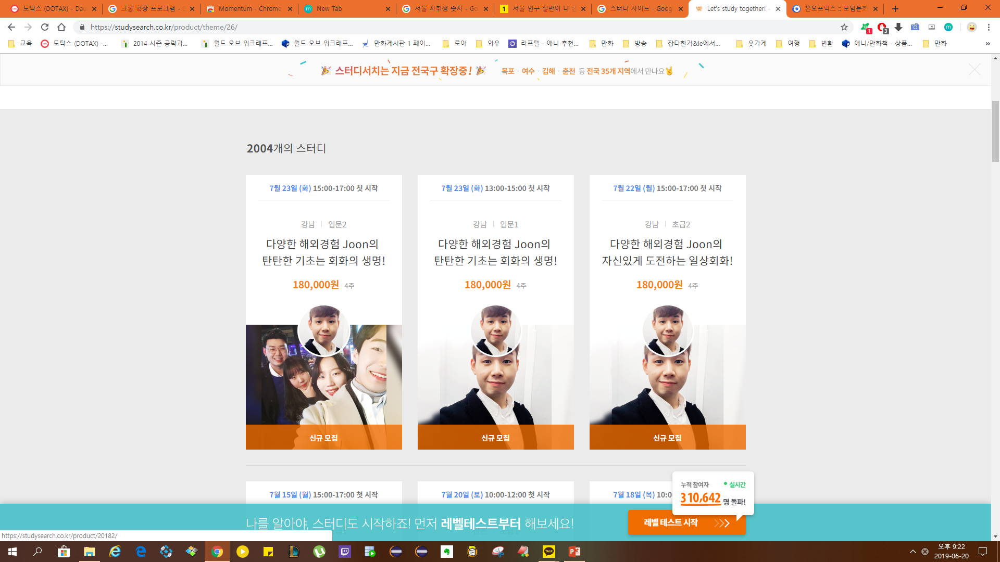 도탁스 (DOTAX) - Dau
크롬 확장 프로그램 - G
Momentum - Chrome
New Tab
서울 자취생 숫자 - Go
서울 인구 절반이 나 혼
스터디 사이트 - Googl
Let's study together! -
온오프믹스 :: 모임문화
https://studysearch.co.kr/product/theme/26/
교육
도탁스 (DOTAX) -...
2014 시즌 공략과...
월드 오브 워크래프...
월드 오브 워크래프...
만화게시판 1 페이...
로아
와우
라프텔 - 애니 추천...
만화
방송
잡다한거&ie에서...
옷가게
여행
변환
애니/만화책 - 상품...
만화
스터디서치는 지금 전국구 확장중! 목포 · 여수 · 김해 · 춘천 등 전국 35개 지역에서 만나요
2004개의 스터디
7월 23일 (화) 15:00-17:00 첫 시작
강남 | 입문2
다양한 해외경험 Joon의
탄탄한 기초는 회화의 생명!
180,000원 4주
신규 모집
7월 23일 (화) 13:00-15:00 첫 시작
강남 | 입문1
다양한 해외경험 Joon의
탄탄한 기초는 회화의 생명!
180,000원 4주
신규 모집
7월 22일 (월) 15:00-17:00 첫 시작
강남 | 초급2
다양한 해외경험 Joon의
자신있게 도전하는 일상회화!
180,000원 4주
신규 모집
7월 15일 (월) 15:00-17:00 첫 시작
7월 20일 (토) 10:00-12:00 첫 시작
7월 18일 (목) 10:0
누적 참여자 • 실시간
310,642 명 돌파!
나를 알아야, 스터디도 시작하죠! 먼저 레벨테스트부터 해보세요!
레벨 테스트 시작
https://studysearch.co.kr/product/20182/
오후 9:22
2019-06-20